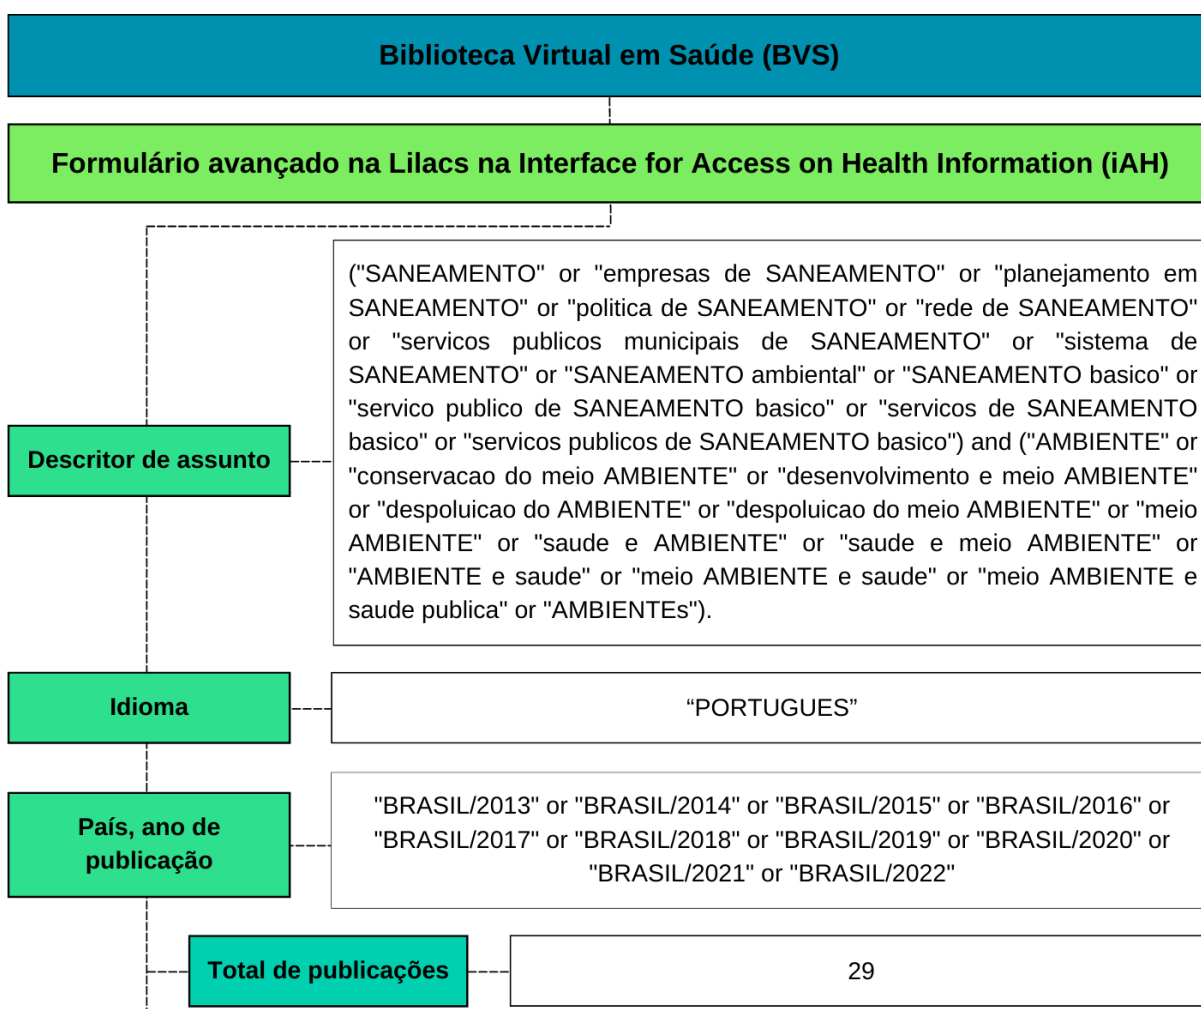 Biblioteca Virtual em Saúde (BVS)
Formulário avançado na Lilacs na Interface for Access on Health Information (iAH)
Descritor de assunto
("SANEAMENTO" or "empresas de SANEAMENTO" or "planejamento em
SANEAMENTO" or "politica de SANEAMENTO" or "rede de SANEAMENTO"
or "servicos publicos municipais de SANEAMENTO" or "sistema de
SANEAMENTO" or "SANEAMENTO ambiental" or "SANEAMENTO basico" or
"servico publico de SANEAMENTO basico" or "servicos de SANEAMENTO
basico" or "servicos publicos de SANEAMENTO basico") and ("AMBIENTE" or
"conservacao do meio AMBIENTE" or "desenvolvimento e meio AMBIENTE"
or "despoluicao do AMBIENTE" or "despoluicao do meio AMBIENTE" or "meio
AMBIENTE" or "saude e AMBIENTE" or "saude e meio AMBIENTE" or
"AMBIENTE e saude" or "meio AMBIENTE e saude" or "meio AMBIENTE e
saude publica" or "AMBIENTEs").
Idioma
“PORTUGUES”
País, ano de
publicação
"BRASIL/2013" or "BRASIL/2014" or "BRASIL/2015" or "BRASIL/2016" or
"BRASIL/2017" or "BRASIL/2018" or "BRASIL/2019" or "BRASIL/2020" or
"BRASIL/2021" or "BRASIL/2022"
Total de publicações
29